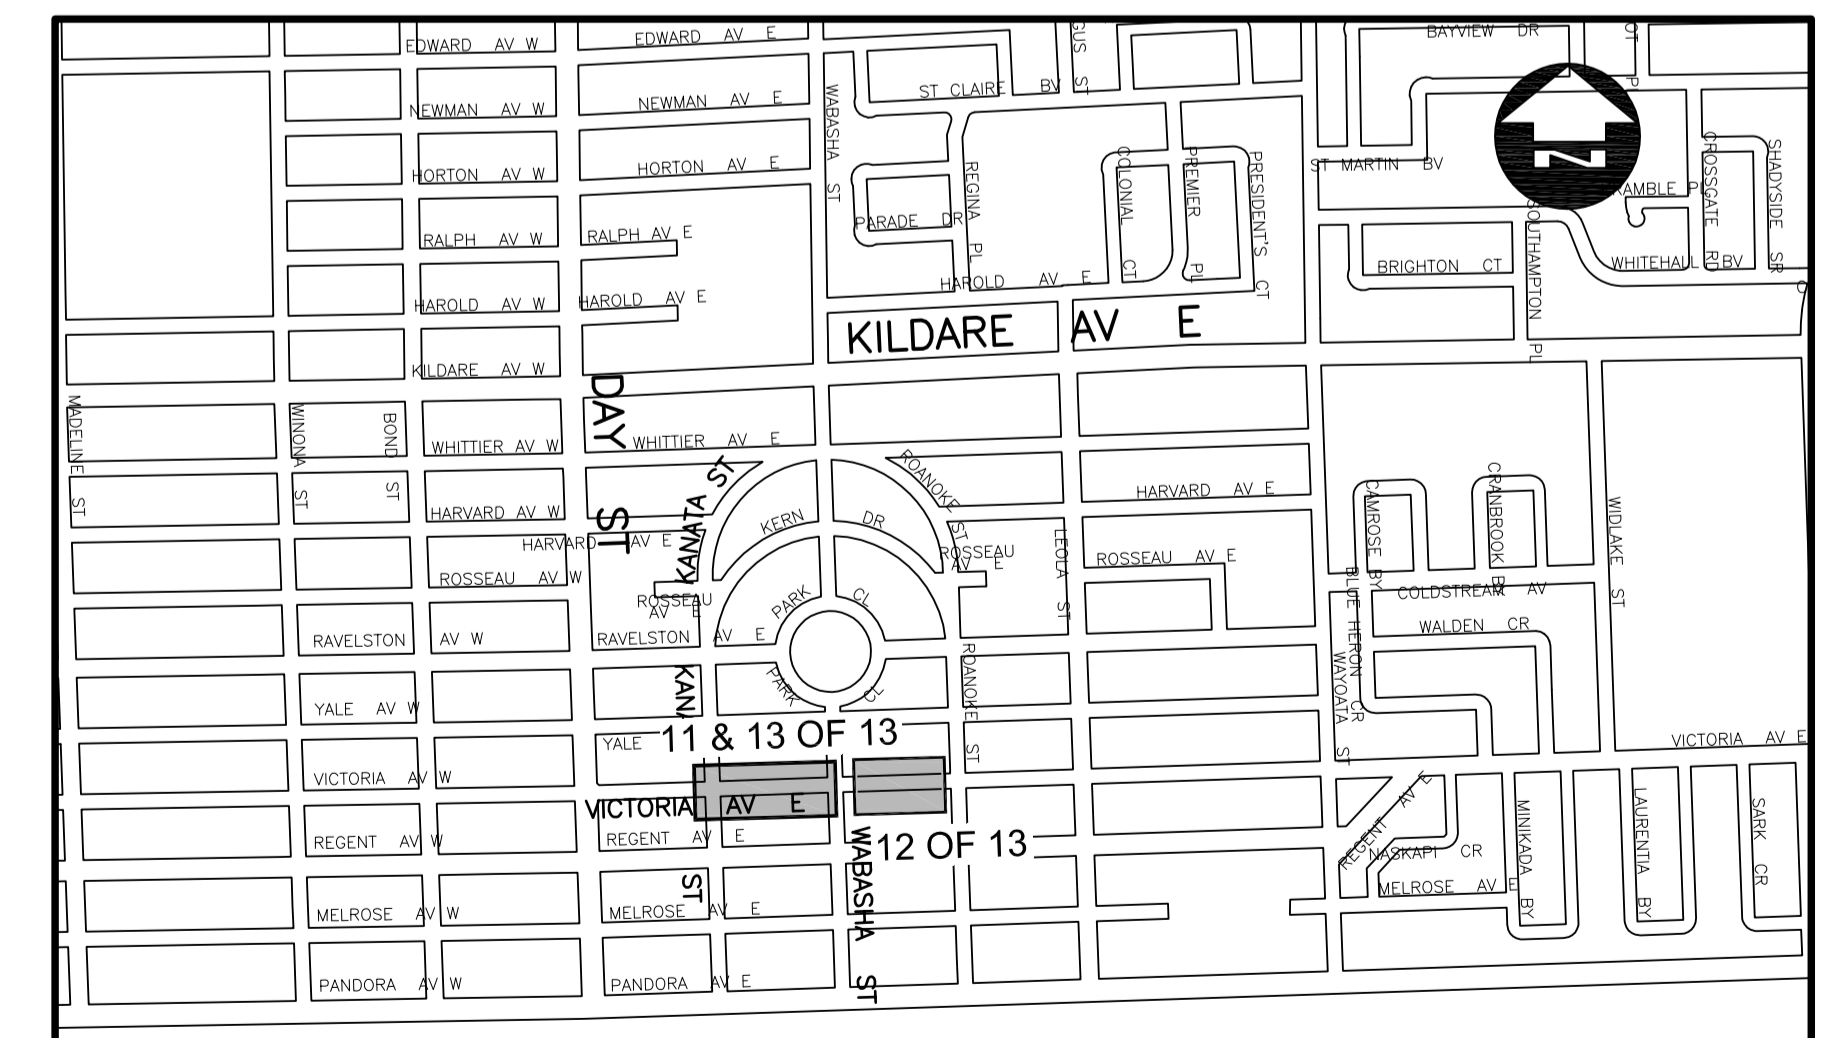 EDWARD AV W
EDWARD AV E
GUS ST
BAYVIEW DR
OT P
NEWMAN AV W
NEWMAN AV E
WABASHA ST
ST CLAIRE BV
HORTON AV W
HORTON AV E
REGINA PL
COLONIAL CT
PREMIER PL
PRESIDENT'S CT
ST MARTIN BV
N
CROSSGATE RD
SHADYSIDE SR
RAMBLE PL
RALPH AV W
RALPH AV E
PARADE DR
SOUTHAMPTON PL
BRIGHTON CT
WHITEHALL BV
HAROLD AV W
HAROLD AV E
HAROLD AV E
C
KILDARE AV E
KILDARE AV W
MADELINE ST
WINONA ST
BOND ST
DAY ST
WHITTIER AV W
WHITTIER AV E
KANATA ST
ROANOKE ST
HARVARD AV W
HARVARD AV E
HARVARD AV E
KERN DR
CAMROSE BY
CRANBROOK BY
WIDLAKE ST
ROSSEAU AV W
ROSSEAU
AV E
ROSSEAU
AV E
LEOLA ST
ROSSEAU AV E
COLDSTREAM AV
BLUE HERON CR
WALDEN CR
PARK CL
RAVELSTON AV W
RAVELSTON AV E
WAYOATA ST
KAN
PARK CL
ROANOKE ST
YALE AV W
YALE
11 & 13 OF 13
VICTORIA AV E
VICTORIA AV W
VICTORIA AV E
REGENT AV W
REGENT AV E
WABASHA ST
12 OF 13
REGENT AV E
NASKAPI CR
MELROSE AV E
MINIKADA BY
LAURENTIA BY
SARK CR
ST
MELROSE AV W
MELROSE AV E
PANDORA AV W
PANDORA AV E